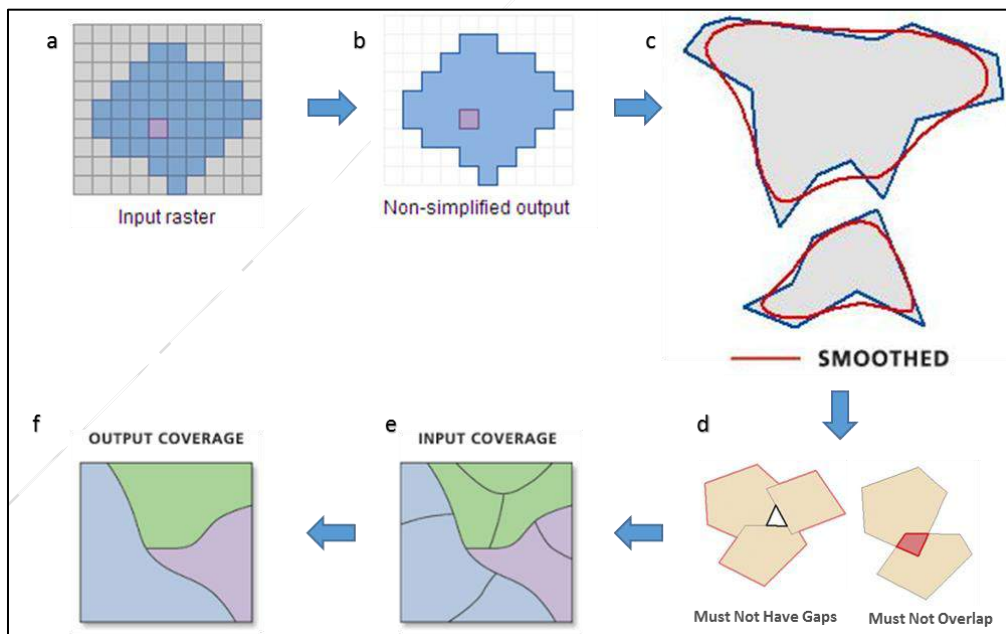 a
b
c
Input raster
Non-simplified output
SMOOTHED
f
e
d
OUTPUT COVERAGE
INPUT COVERAGE
Must Not Have Gaps
Must Not Overlap